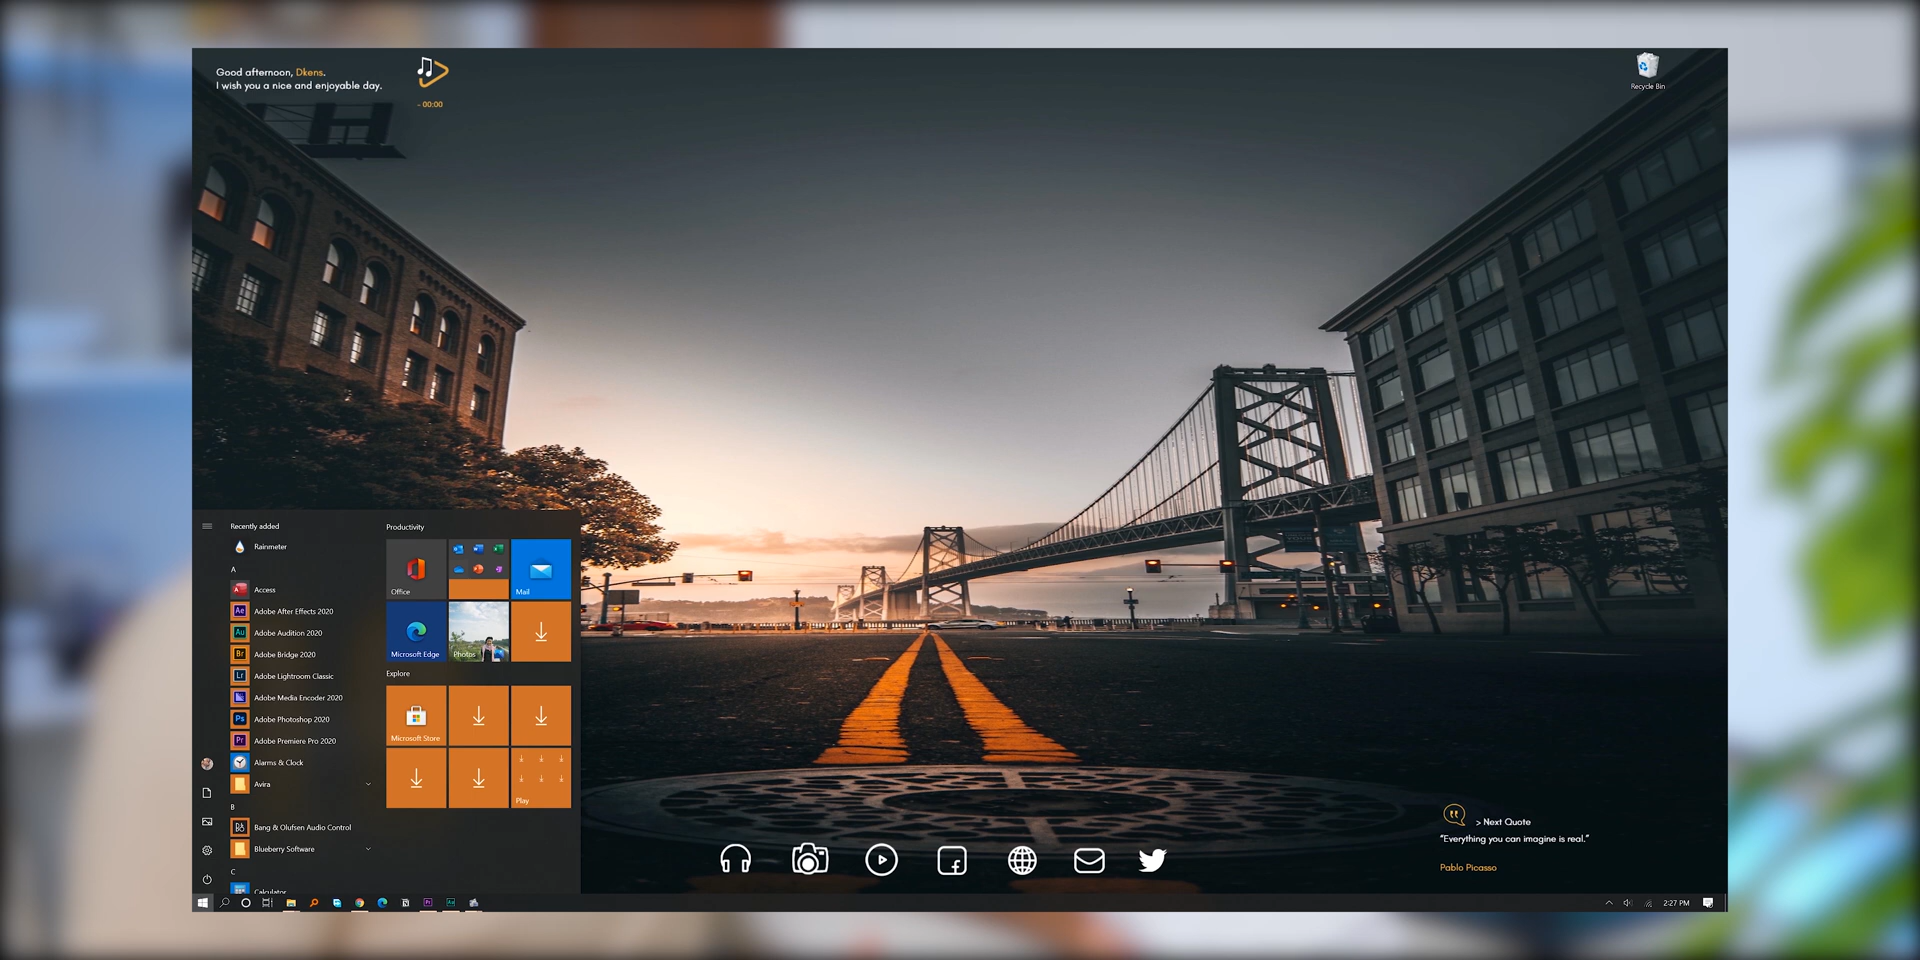 Good afternoon, Dkens.
I wish you a nice and enjoyable day.
- 00:00
Recycle Bin
Recently added
Rainmeter
A
Access
Adobe After Effects 2020
Adobe Audition 2020
Adobe Bridge 2020
Adobe Lightroom Classic
Adobe Media Encoder 2020
Adobe Photoshop 2020
Adobe Premiere Pro 2020
Alarms & Clock
Avira
B
Bang & Olufsen Audio Control
Blueberry Software
C
Calculator
Productivity
Office
Mail
Microsoft Edge
Photos
Explore
Microsoft Store
Play
> Next Quote
"Everything you can imagine is real."
Pablo Picasso
2:27 PM